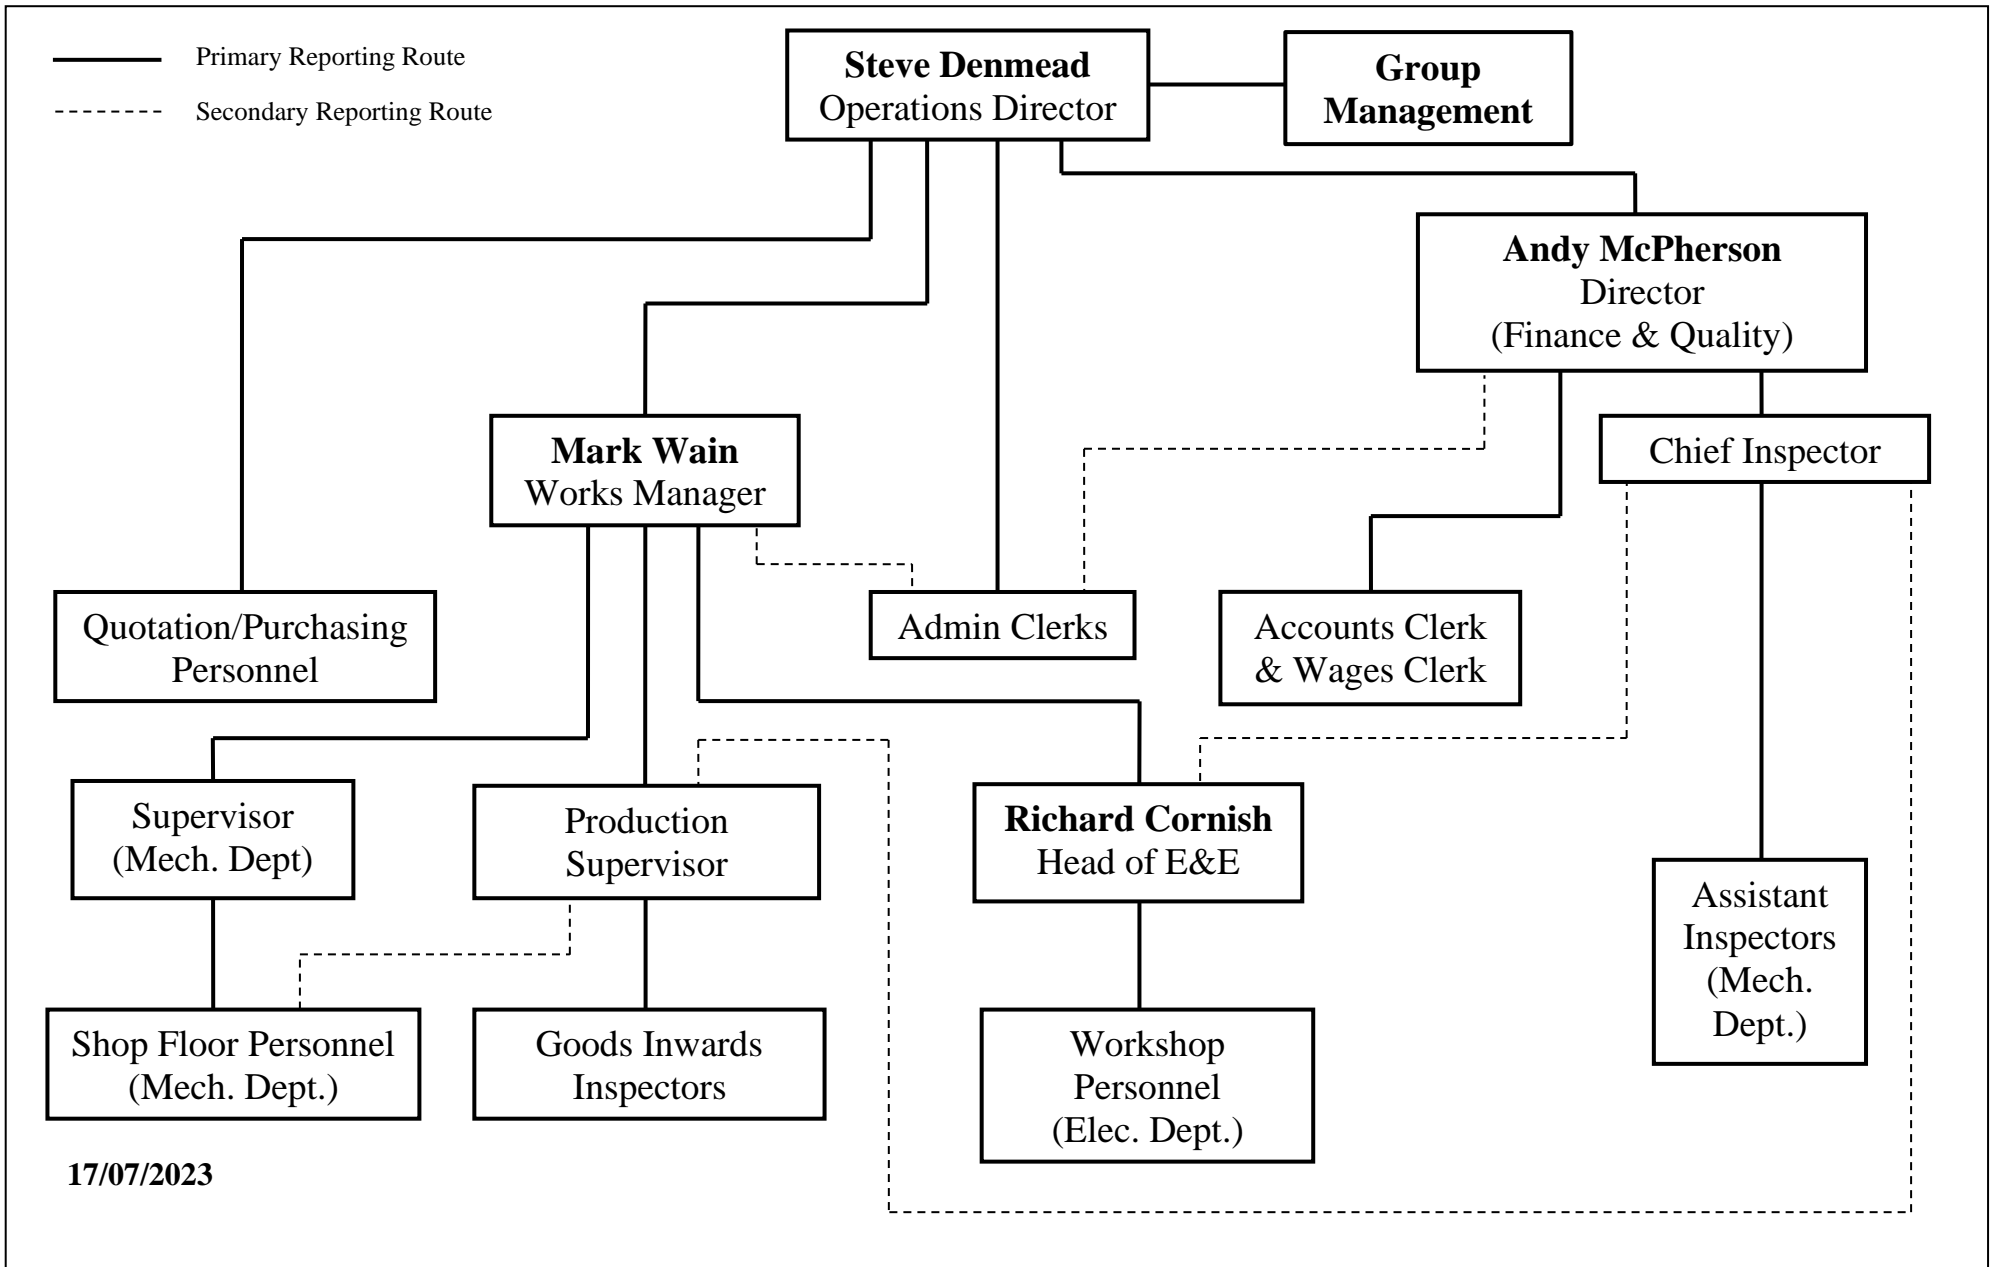 Primary Reporting Route
Secondary Reporting Route
Steve Denmead
Operations Director
Group
Management
Andy McPherson
Director
(Finance & Quality)
Mark Wain
Works Manager
Chief Inspector
Quotation/Purchasing
Personnel
Admin Clerks
Accounts Clerk
& Wages Clerk
Supervisor
(Mech. Dept)
Production
Supervisor
Richard Cornish
Head of E&E
Assistant
Inspectors
(Mech.
Dept.)
Shop Floor Personnel
(Mech. Dept.)
Goods Inwards
Inspectors
Workshop
Personnel
(Elec. Dept.)
17/07/2023